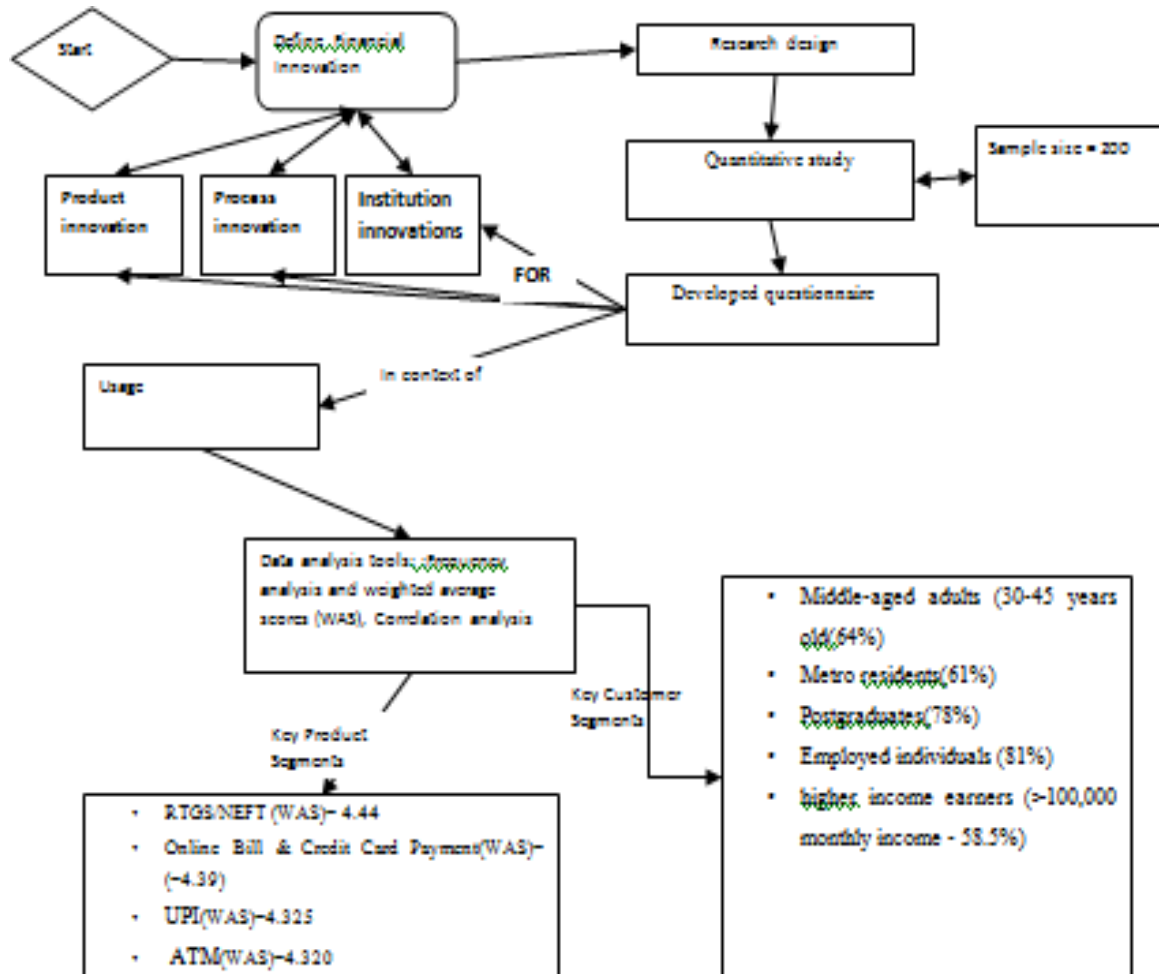 Start
Define Financial
Innovation
Research design
Quantitative study
Sample size = 200
Product
innovation
Process
innovation
Institution
innovations
FOR
Developed questionnaire
In context of
Usage
Data analysis tools: :Frequency
analysis and weighted average
scores (WAS), Correlation analysis
Key Customer
Segments
Key Product
Segments
• Middle-aged adults (30-45 years
old(64%)
• Metro residents(61%)
• Postgraduates(78%)
• Employed individuals (81%)
• higher income earners (>100,000
monthly income - 58.5%)
• RTGS/NEFT (WAS)= 4.44
• Online Bill & Credit Card Payment(WAS)=
(=4.39)
• UPI(WAS)=4.325
• ATM(WAS)=4.320